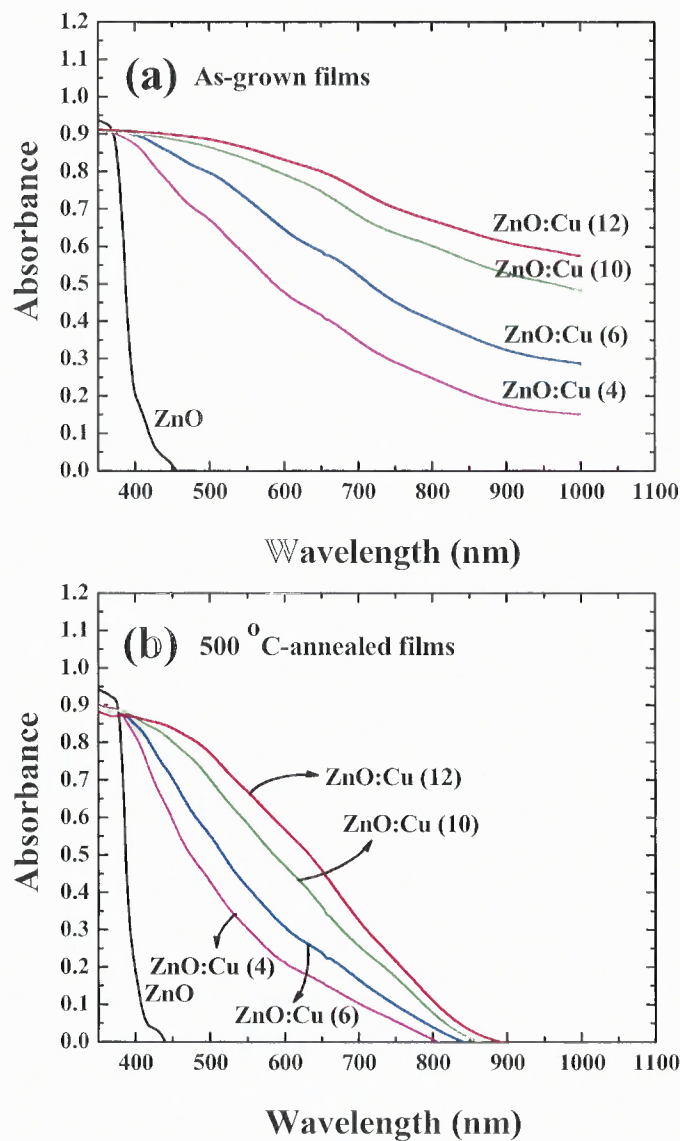 1.2
(a) As-grown films
1.1
1.0
0.9
0.8
0.7
0.6
0.5
0.4
0.3
0.2
0.1
0.0
Absorbance
ZnO:Cu (12)
ZnO:Cu (10)
ZnO:Cu (6)
ZnO:Cu (4)
ZnO
400 500 600 700 800 900 1000 1100
Wavelength (nm)
1.2
(b) 500 °C-annealed films
1.1
1.0
0.9
0.8
0.7
0.6
0.5
0.4
0.3
0.2
0.1
0.0
Absorbance
ZnO:Cu (12)
ZnO:Cu (10)
ZnO:Cu (4)
ZnO
ZnO:Cu (6)
400 500 600 700 800 900 1000 1100
Wavelength (nm)